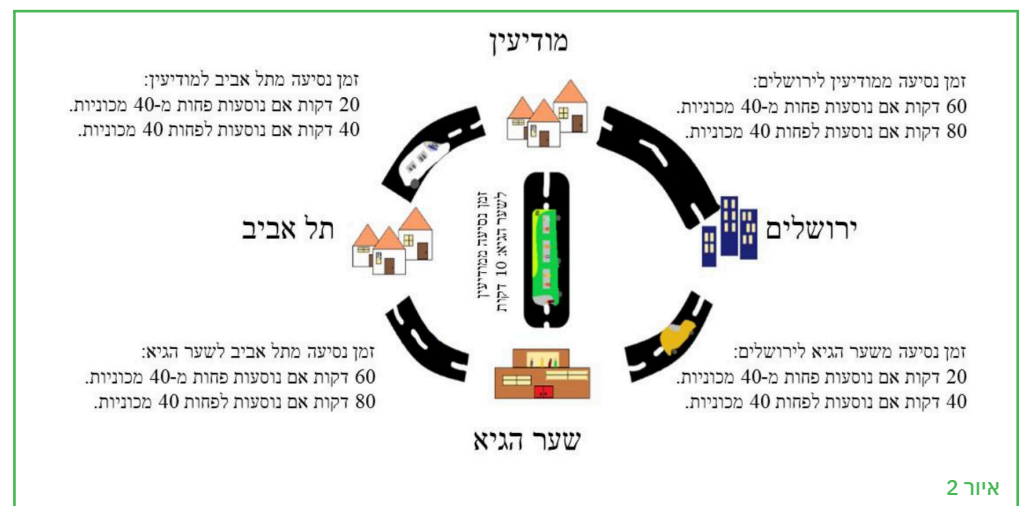 מודיעין
זמן נסיעה ממודיעין לירושלים:
60 דקות אם נוסעות פחות מ-40 מכוניות.
80 דקות אם נוסעות לפחות 40 מכוניות.
זמן נסיעה מתל אביב למודיעין:
20 דקות אם נוסעות פחות מ-40 מכוניות.
40 דקות אם נוסעות לפחות 40 מכוניות.
ירושלים
זמן נסיעה ממודיעין
לשער הגיא: 10 דקות
תל אביב
זמן נסיעה משער הגיא לירושלים:
20 דקות אם נוסעות פחות מ-40 מכוניות.
40 דקות אם נוסעות לפחות 40 מכוניות.
זמן נסיעה מתל אביב לשער הגיא:
60 דקות אם נוסעות פחות מ-40 מכוניות.
80 דקות אם נוסעות לפחות 40 מכוניות.
שער הגיא
איור 2